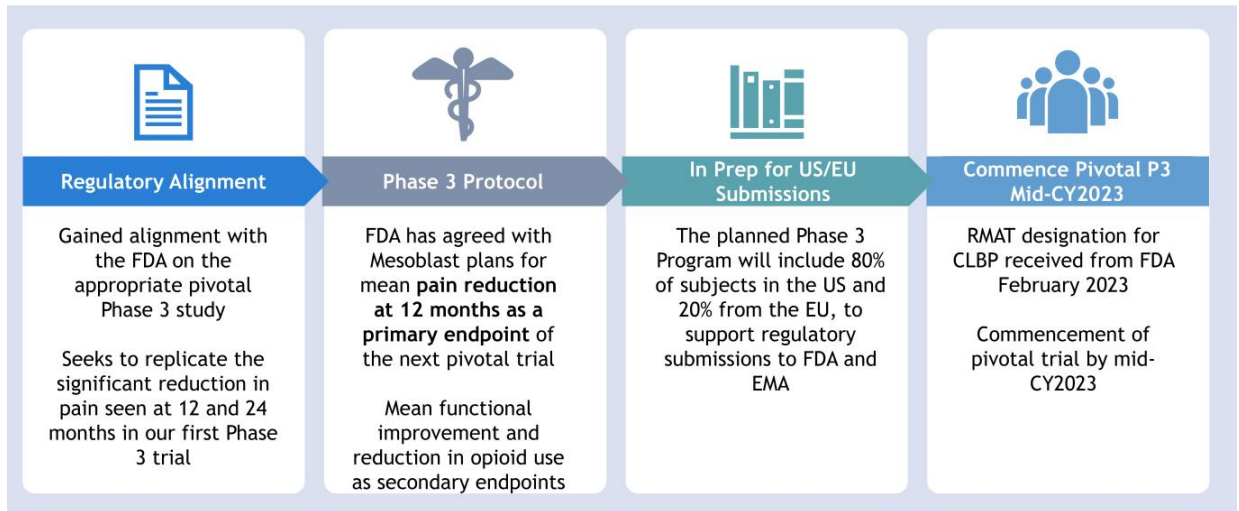 Regulatory Alignment
Gained alignment with
the FDA on the
appropriate pivotal
Phase 3 study
Seeks to replicate the
significant reduction in
pain seen at 12 and 24
months in our first Phase
3 trial
Phase 3 Protocol
FDA has agreed with
Mesoblast plans for
mean pain reduction
at 12 months as a
primary endpoint of
the next pivotal trial
Mean functional
improvement and
reduction in opioid use
as secondary endpoints
In Prep for US/EU
Submissions
The planned Phase 3
Program will include 80%
of subjects in the US and
20% from the EU, to
support regulatory
submissions to FDA and
EMA
Commence Pivotal P3
Mid-CY2023
RMAT designation for
CLBP received from FDA
February 2023
Commencement of
pivotal trial by mid-
CY2023